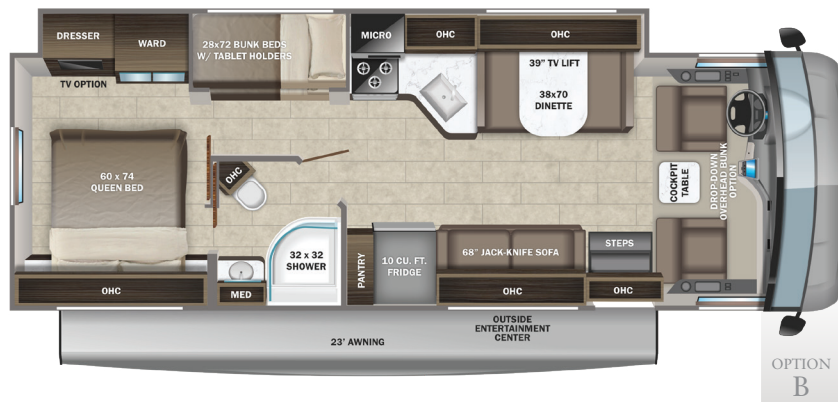 DRESSER
WARD
TV OPTION
28x72 BUNK BEDS
W/ TABLET HOLDERS
MICRO
OHC
OHC
39" TV LIFT
38x70
DINETTE
60 x 74
QUEEN BED
OHC
COCKPIT
TABLE
DROP-DOWN
OVERHEAD BUNK
OPTION
32 x 32
SHOWER
PANTRY
10 CU. FT.
FRIDGE
68" JACK-KNIFE SOFA
STEPS
OHC
MED
OHC
OHC
OUTSIDE
ENTERTAINMENT
CENTER
23' AWNING
OPTION
B